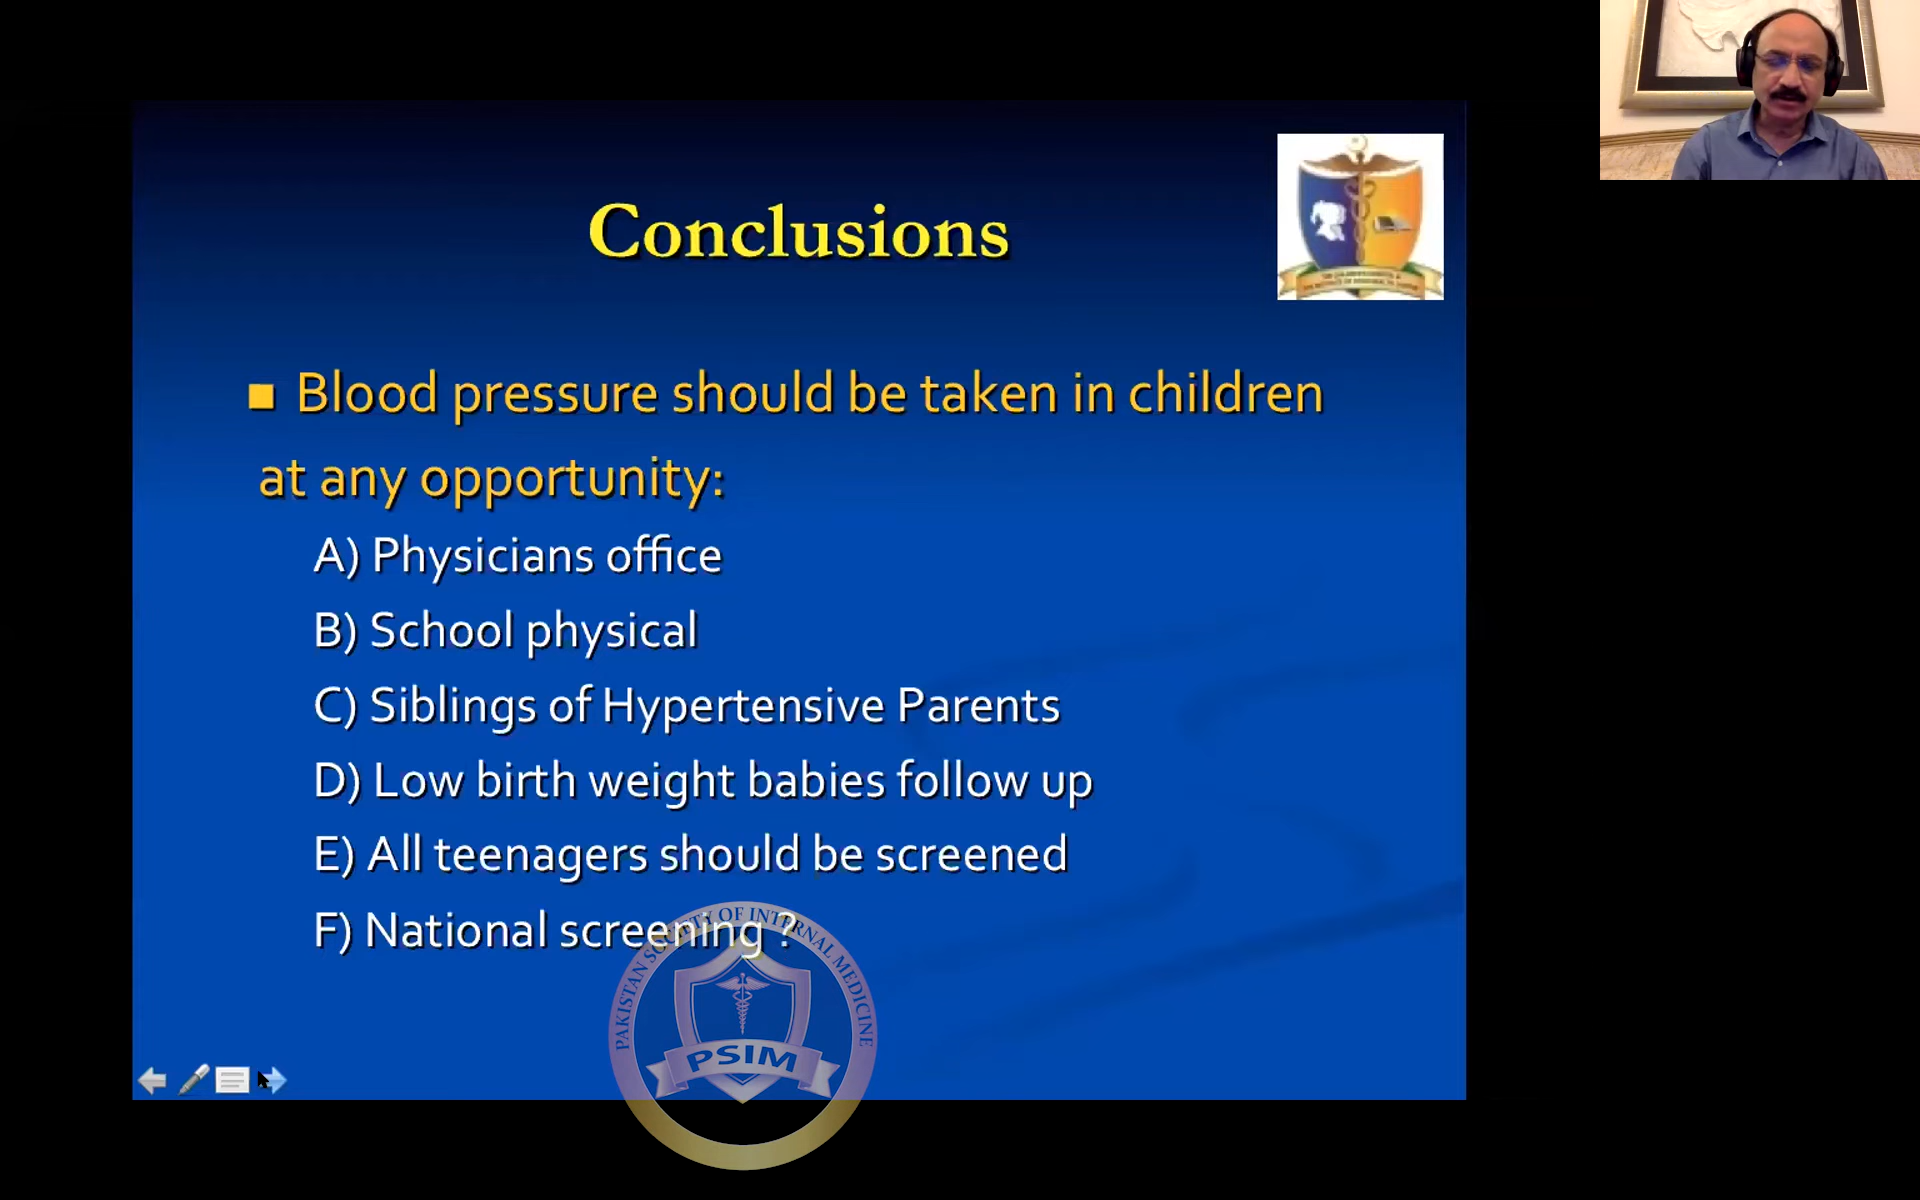 Conclusions
Blood pressure should be taken in children
at any opportunity:
A) Physicians office
B) School physical
C) Siblings of Hypertensive Parents
D) Low birth weight babies follow up
E) All teenagers should be screened
F) National screening ?
PAKISTAN SOCIETY OF INTERNAL MEDICINE
PSIM